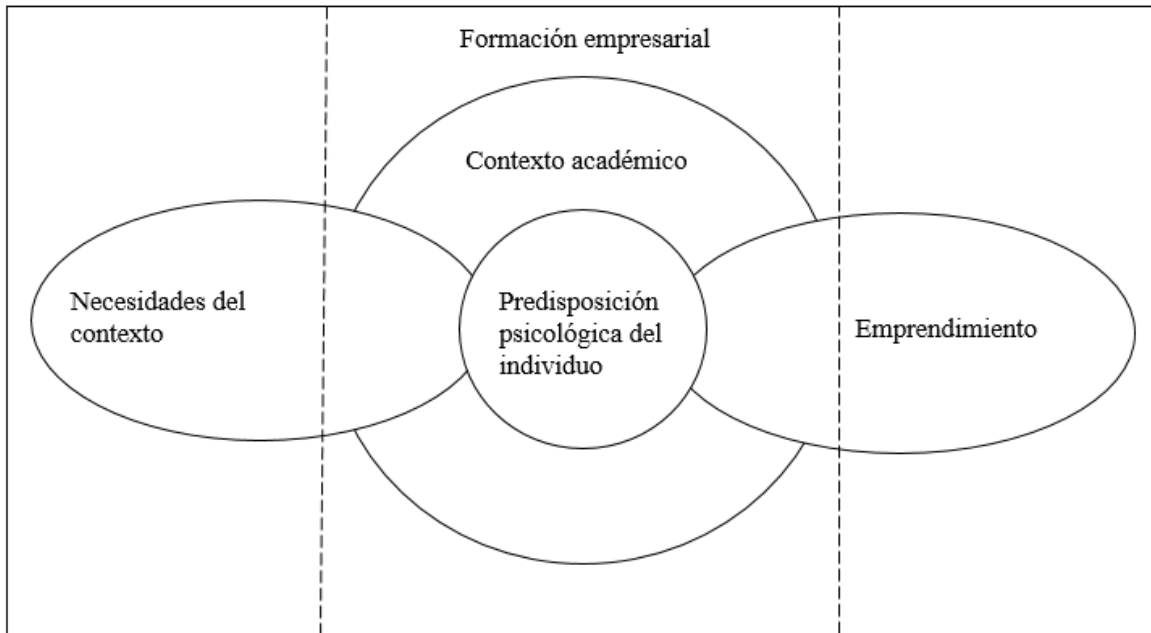 Formación empresarial
Contexto académico
Necesidades del
contexto
Predisposición
psicológica del
individuo
Emprendimiento